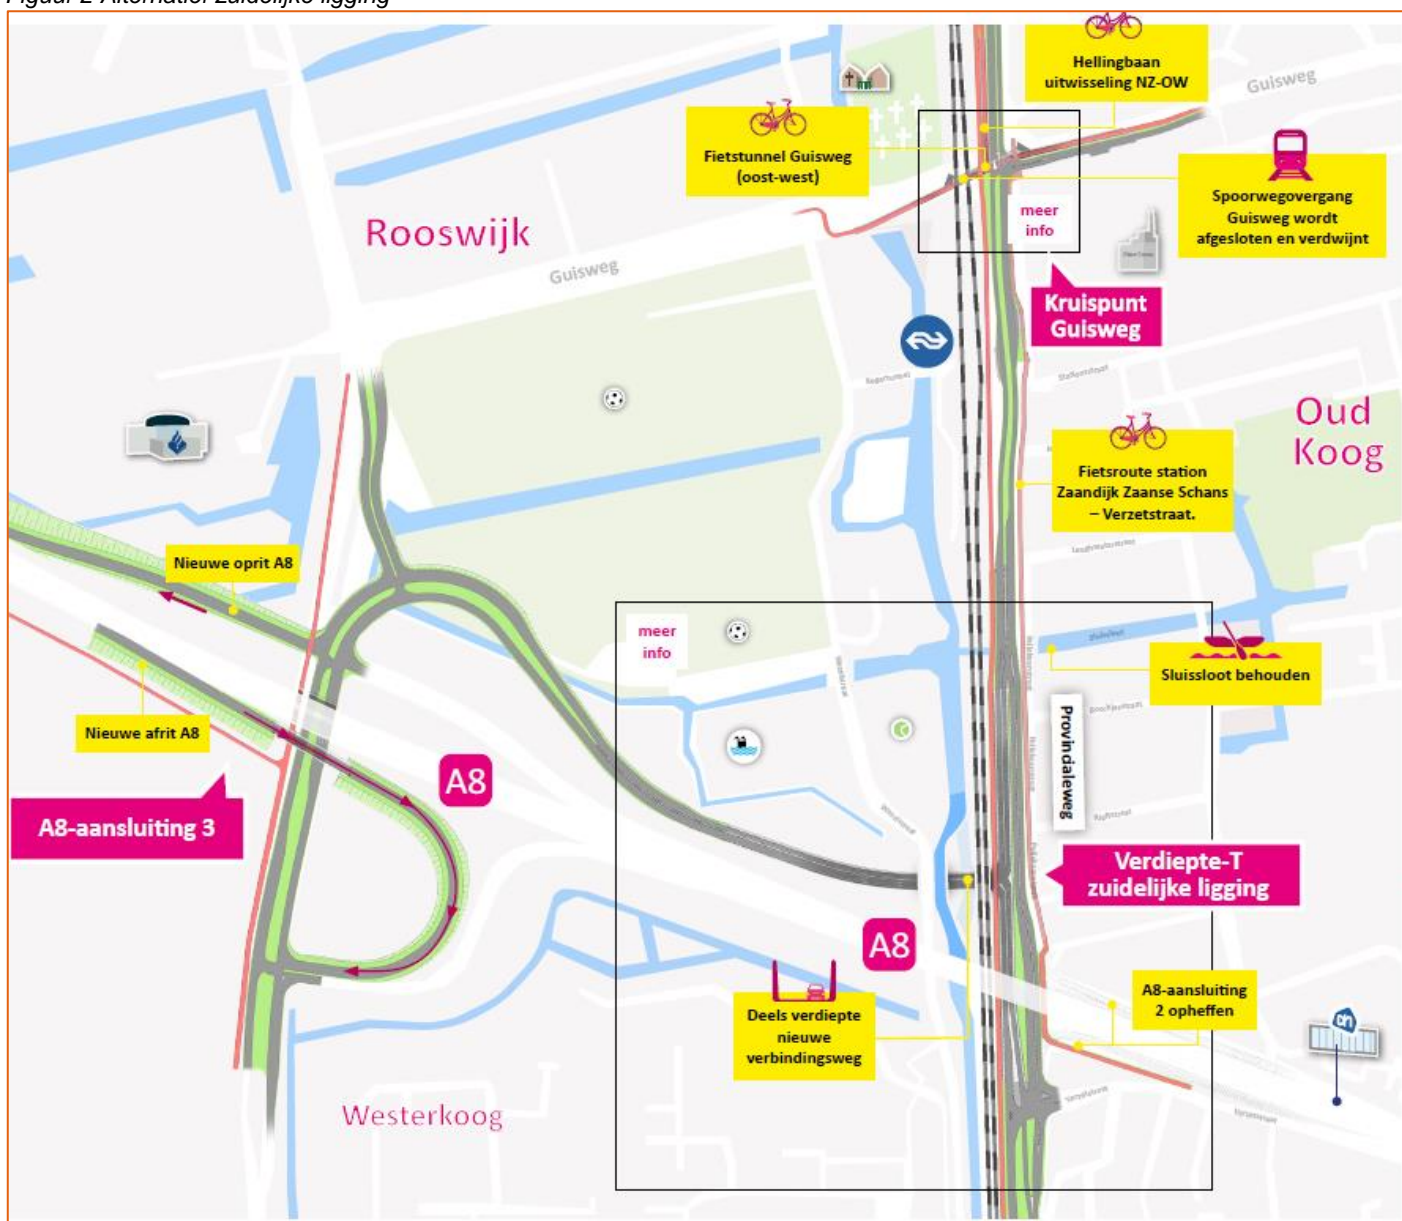 Figuur 2 Alternatief zuidelijke ligging
Hellingbaan
uitwisseling NZ-OW
Guisweg
Fietstunnel Guisweg
(oost-west)
Spoorwegovergang
Guisweg wordt
afgesloten en verdwijnt
meer
info
Rooswijk
Guisweg
Kruispunt
Guisweg
Oud
Koog
Fietsroute station
Zaandijk Zaanse Schans
– Verzetstraat.
Nieuwe oprit A8
meer
info
Sluissloot behouden
Nieuwe afrit A8
Provincialeweg
A8
A8-aansluiting 3
Verdiepte-T
zuidelijke ligging
A8
A8-aansluiting
2 opheffen
Deels verdiepte
nieuwe
verbindingsweg
ah
Westerkoog